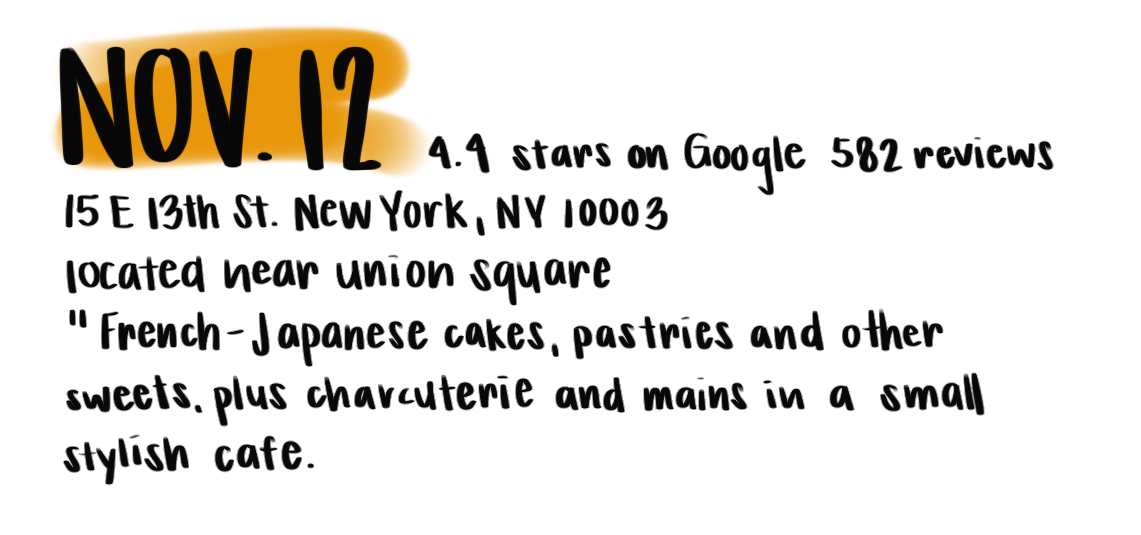 NOV. 12
4.4 stars on Google 582 reviews
15 E 13th St. New York, NY 10003
located near union square
"French-Japanese cakes, pastries and other
sweets, plus charcuterie and mains in a small
stylish cafe.